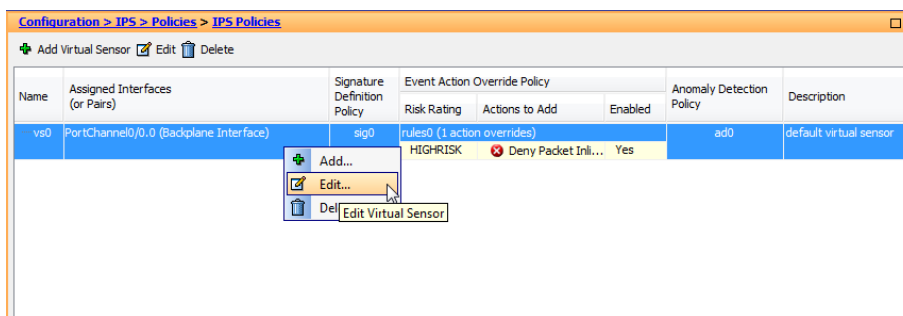 Configuration > IPS > Policies > IPS Policies
Add Virtual Sensor Edit Delete
Name Assigned Interfaces (or Pairs) Signature Definition Policy Event Action Override Policy Anomaly Detection Policy Description
Risk Rating Actions to Add Enabled
vs0 PortChannel0/0.0 (Backplane Interface) sig0 rules0 (1 action overrides) ad0 default virtual sensor
HIGHRISK Deny Packet Inli... Yes
Add...
Edit...
Del
Edit Virtual Sensor